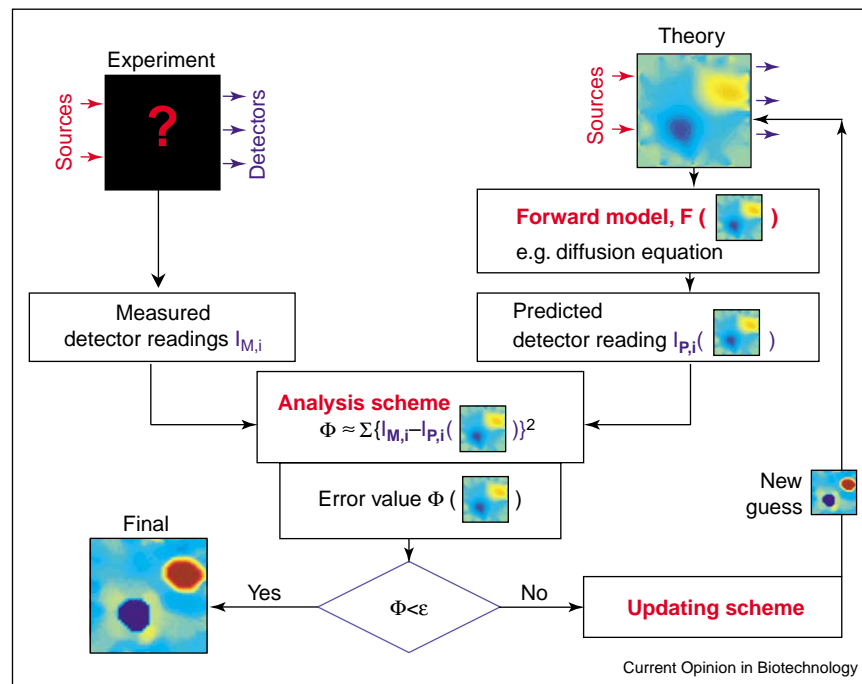 Experiment
Sources
?
Detectors
Theory
Sources
Forward model, F ( )
e.g. diffusion equation
Measured
detector readings I_M,i
Predicted
detector reading I_P,i( )
Analysis scheme
Φ ≈ Σ{I_M,i–I_P,i( )}²
Error value Φ ( )
New
guess
Final
Yes
Φ<ε
No
Updating scheme
Current Opinion in Biotechnology